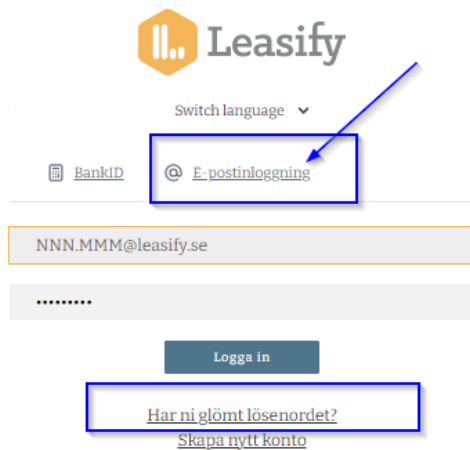 Leasify
Switch language
BankID @ E-postinloggning
NNN.MMM@leasify.se
•••••••••
Logga in
Har ni glömt lösenordet?
Skapa nytt konto